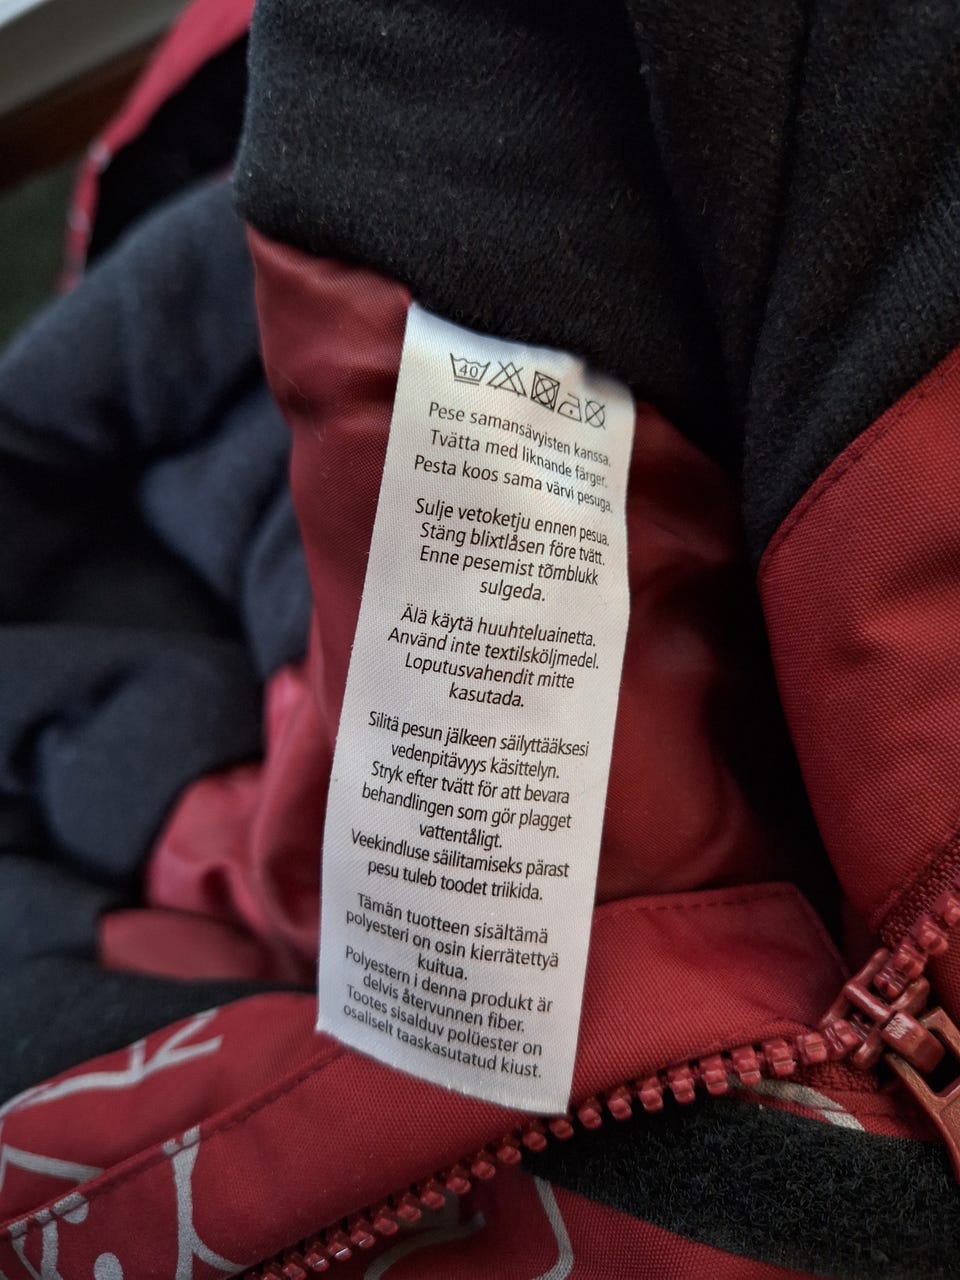 40
Pese samansävyisten kanssa.
Tvätta med liknande färger.
Pesta koos sama värvi pesuga.
Sulje vetoketju ennen pesua.
Stäng blixtlåsen före tvätt.
Enne pesemist tõmblukk
sulgeda.
Älä käytä huuhteluainetta.
Använd inte textilsköljmedel.
Loputusvahendit mitte
kasutada.
Silitä pesun jälkeen säilyttääksesi
vedenpitävyys käsittelyn.
Stryk efter tvätt för att bevara
behandlingen som gör plagget
vattentåligt.
Veekindluse säilitamiseks pärast
pesu tuleb toodet triikida.
Tämän tuotteen sisältämä
polyesteri on osin kierrätettyä
kuitua.
Polyestern i denna produkt är
delvis återvunnen fiber.
Tootes sisalduv polüester on
osaliselt taaskasutatud kiust.